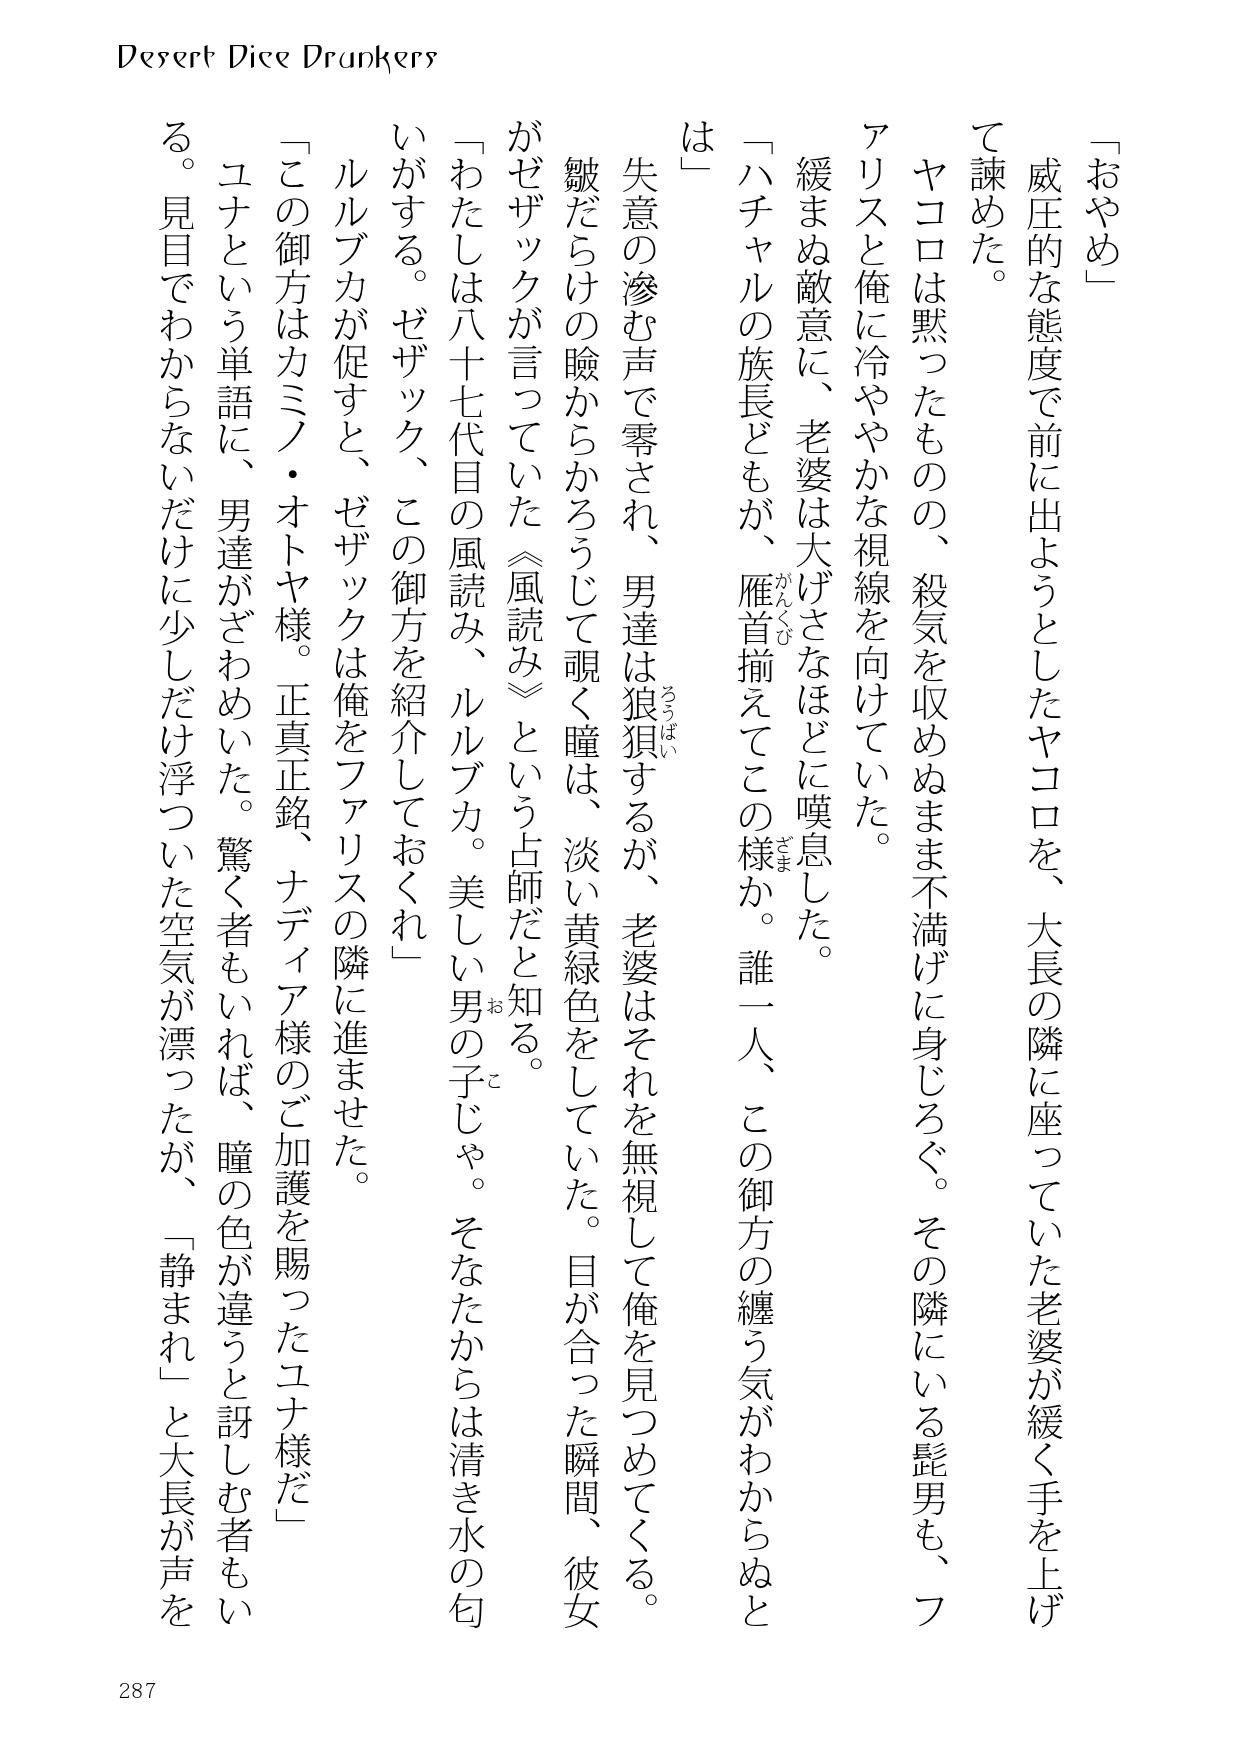 Desert Dice Drunkers
「おやめ」
　威圧的な態度で前に出ようとしたヤコロを、大長の隣に座っていた老婆が緩く手を上げ
て諫めた。
　ヤコロは黙ったものの、殺気を収めぬまま不満げに身じろぐ。その隣にいる髭男も、フ
ァリスと俺に冷ややかな視線を向けていた。
　緩まぬ敵意に、老婆は大げさなほどに嘆息した。
「ハチャルの族長どもが、雁首揃えてこの様か。誰一人、この御方の纏う気がわからぬと
は」
　失意の滲む声で零され、男達は狼狽するが、老婆はそれを無視して俺を見つめてくる。
　皺だらけの瞼からかろうじて覗く瞳は、淡い黄緑色をしていた。目が合った瞬間、彼女
がゼザックが言っていた《風読み》という占師だと知る。
「わたしは八十七代目の風読み、ルルブカ。美しい男の子じゃ。そなたからは清き水の匂
いがする。ゼザック、この御方を紹介しておくれ」
　ルルブカが促すと、ゼザックは俺をファリスの隣に進ませた。
「この御方はカミノ・オトヤ様。正真正銘、ナディア様のご加護を賜ったユナ様だ」
　ユナという単語に、男達がざわめいた。驚く者もいれば、瞳の色が違うと訝しむ者もい
る。見目でわからないだけに少しだけ浮ついた空気が漂ったが、「静まれ」と大長が声を
がんくび
ざま
ろうばい
お
こ
287